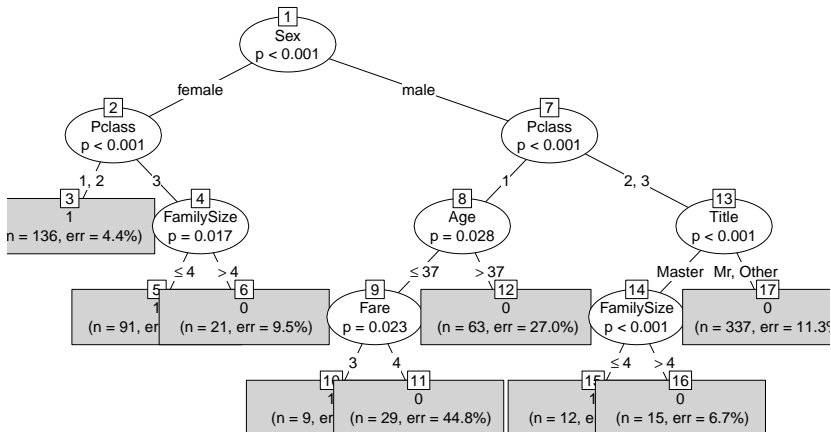 1
Sex
p < 0.001
female
male
2
Pclass
p < 0.001
7
Pclass
p < 0.001
1, 2
3
1
2, 3
3
1
n = 136, err = 4.4%)
4
FamilySize
p = 0.017
8
Age
p = 0.028
13
Title
p < 0.001
≤ 4
> 4
≤ 37
> 37
Master
Mr, Other
5
1
(n = 91, er
6
0
(n = 21, err = 9.5%)
9
Fare
p = 0.023
12
0
(n = 63, err = 27.0%)
14
FamilySize
p < 0.001
17
0
(n = 337, err = 11.3%
3
4
≤ 4
> 4
10
1
(n = 9, er
11
0
(n = 29, err = 44.8%)
15
1
(n = 12, e
16
0
(n = 15, err = 6.7%)